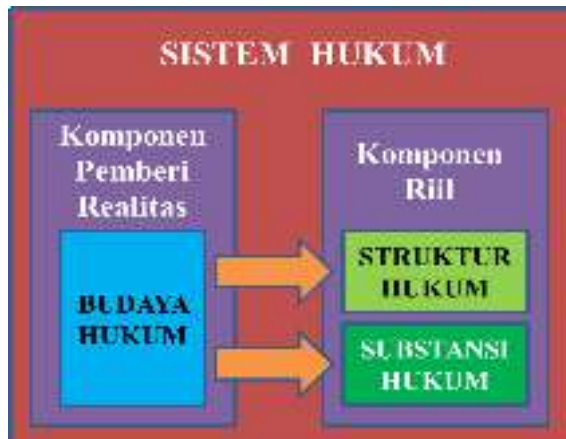 SISTEM HUKUM
Komponen
Pemberi
Realitas
BUDAYA
HUKUM
Komponen
Riil
STRUKTUR
HUKUM
SUBSTANSI
HUKUM